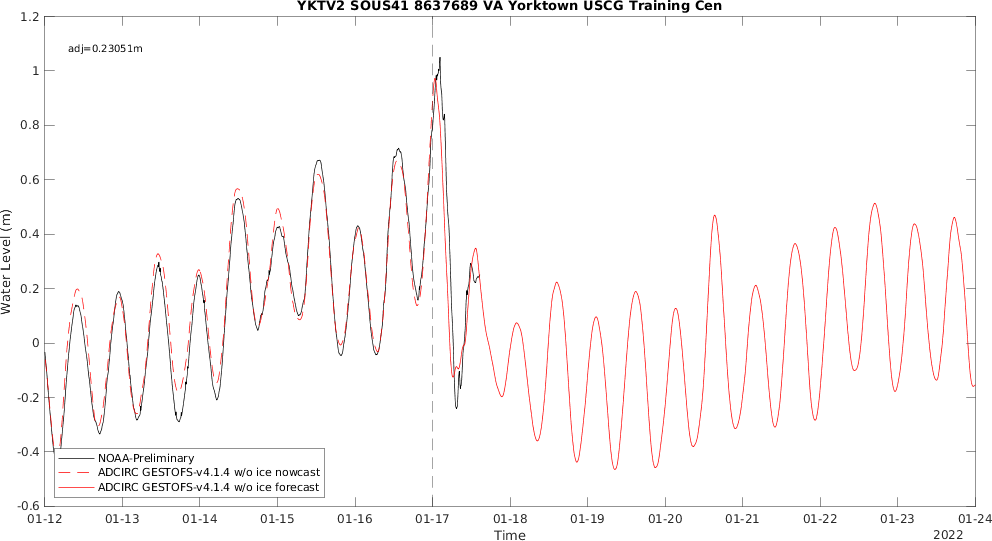 YKTV2 SOUS41 8637689 VA Yorktown USCG Training Cen
adj=0.23051m
1.2
1
0.8
0.6
0.4
0.2
0
-0.2
-0.4
-0.6
Water Level (m)
NOAA-Preliminary
ADCIRC GESTOFS-v4.1.4 w/o ice nowcast
ADCIRC GESTOFS-v4.1.4 w/o ice forecast
01-12 01-13 01-14 01-15 01-16 01-17 01-18 01-19 01-20 01-21 01-22 01-23 01-24
Time
2022